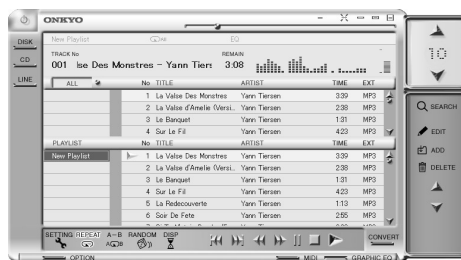 ONKYO
DISK
CD
LINE
New Playlist All EQ
TRACK No REMAIN
001 lse Des Monstres - Yann Tiers 3:08
10
ALL No TITLE ARTIST TIME EXT
1 La Valse Des Monstres Yann Tiersen 3:39 MP3
2 La Valse d'Amelie (Versi... Yann Tiersen 2:38 MP3
3 Le Banquet Yann Tiersen 1:31 MP3
4 Sur Le Fil Yann Tiersen 4:23 MP3
PLAYLIST No TITLE ARTIST TIME EXT
New Playlist 1 La Valse Des Monstres Yann Tiersen 3:39 MP3
2 La Valse d'Amelie (Versi... Yann Tiersen 2:38 MP3
3 Le Banquet Yann Tiersen 1:31 MP3
4 Sur Le Fil Yann Tiersen 4:23 MP3
5 La Redecouverte Yann Tiersen 1:13 MP3
6 Soir De Fete Yann Tiersen 2:55 MP3
SEARCH
EDIT
ADD
DELETE
SETTING REPEAT A-B RANDOM DISP CONVERT
OPTION MIDI GRAPHIC EQ